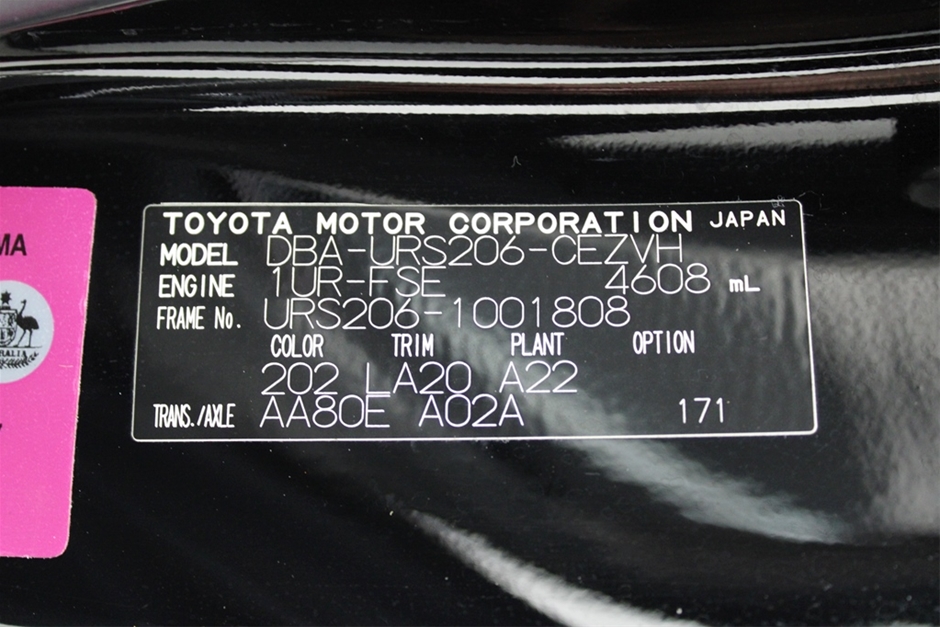 TOYOTA MOTOR CORPORATION JAPAN
MODEL DBA-URS206-CEZVH
ENGINE 1UR-FSE 4608 mL
FRAME No. URS206-1001808
COLOR TRIM PLANT OPTION
202 LA20 A22
TRANS./AXLE AA80E A02A 171
MA
RALIA